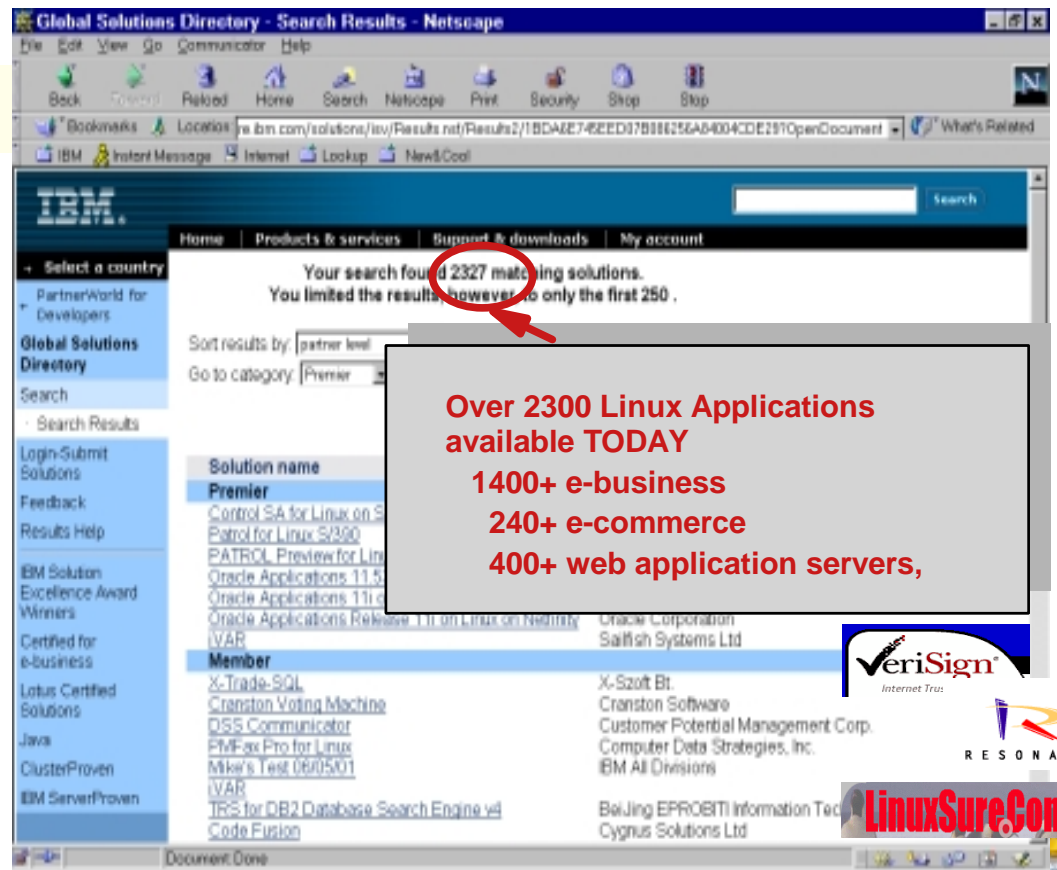 Global Solutions Directory - Search Results - Netscape
File Edit View Go Communicator Help
Back Forward Reload Home Search Netscape Print Security Shop Stop
N
Bookmarks Location What's Related
IBM Instant Message Internet Lookup New&Cool
IBM.
Search
Home Products & services Support & downloads My account
Select a country
PartnerWorld for
Developers
Global Solutions
Directory
Search
Search Results
Login-Submit
Solutions
Feedback
Results Help
IBM Solution
Excellence Award
Winners
Certified for
e-business
Lotus Certified
Solutions
Java
ClusterProven
IBM ServerProven
Your search found 2327 matching solutions.
You limited the results, however, to only the first 250 .
Sort results by: partner level
Go to category: Premier
Over 2300 Linux Applications
available TODAY
1400+ e-business
240+ e-commerce
400+ web application servers,
Solution name
Premier
Control SA for Linux on S
Patrol for Linux S/390
PATROL Preview for Lin
Oracle Applications 11.5
Oracle Applications 11i o
Oracle Applications Release 11i on Linux on Netfinity Oracle Corporation
iVAR Sailfish Systems Ltd
Member
X-Trade-SQL X-Szoft Bt.
Cranston Voting Machine Cranston Software
DSS Communicator Customer Potential Management Corp.
PMFax Pro for Linux Computer Data Strategies, Inc.
Mike's Test 06/05/01 IBM All Divisions
iVAR
TRS for DB2 Database Search Engine v4 BeiJing EPROBITI Information Tec
Code Fusion Cygnus Solutions Ltd
VeriSign
Internet Trus
RESONA
LinuxSure.Com
Document: Done